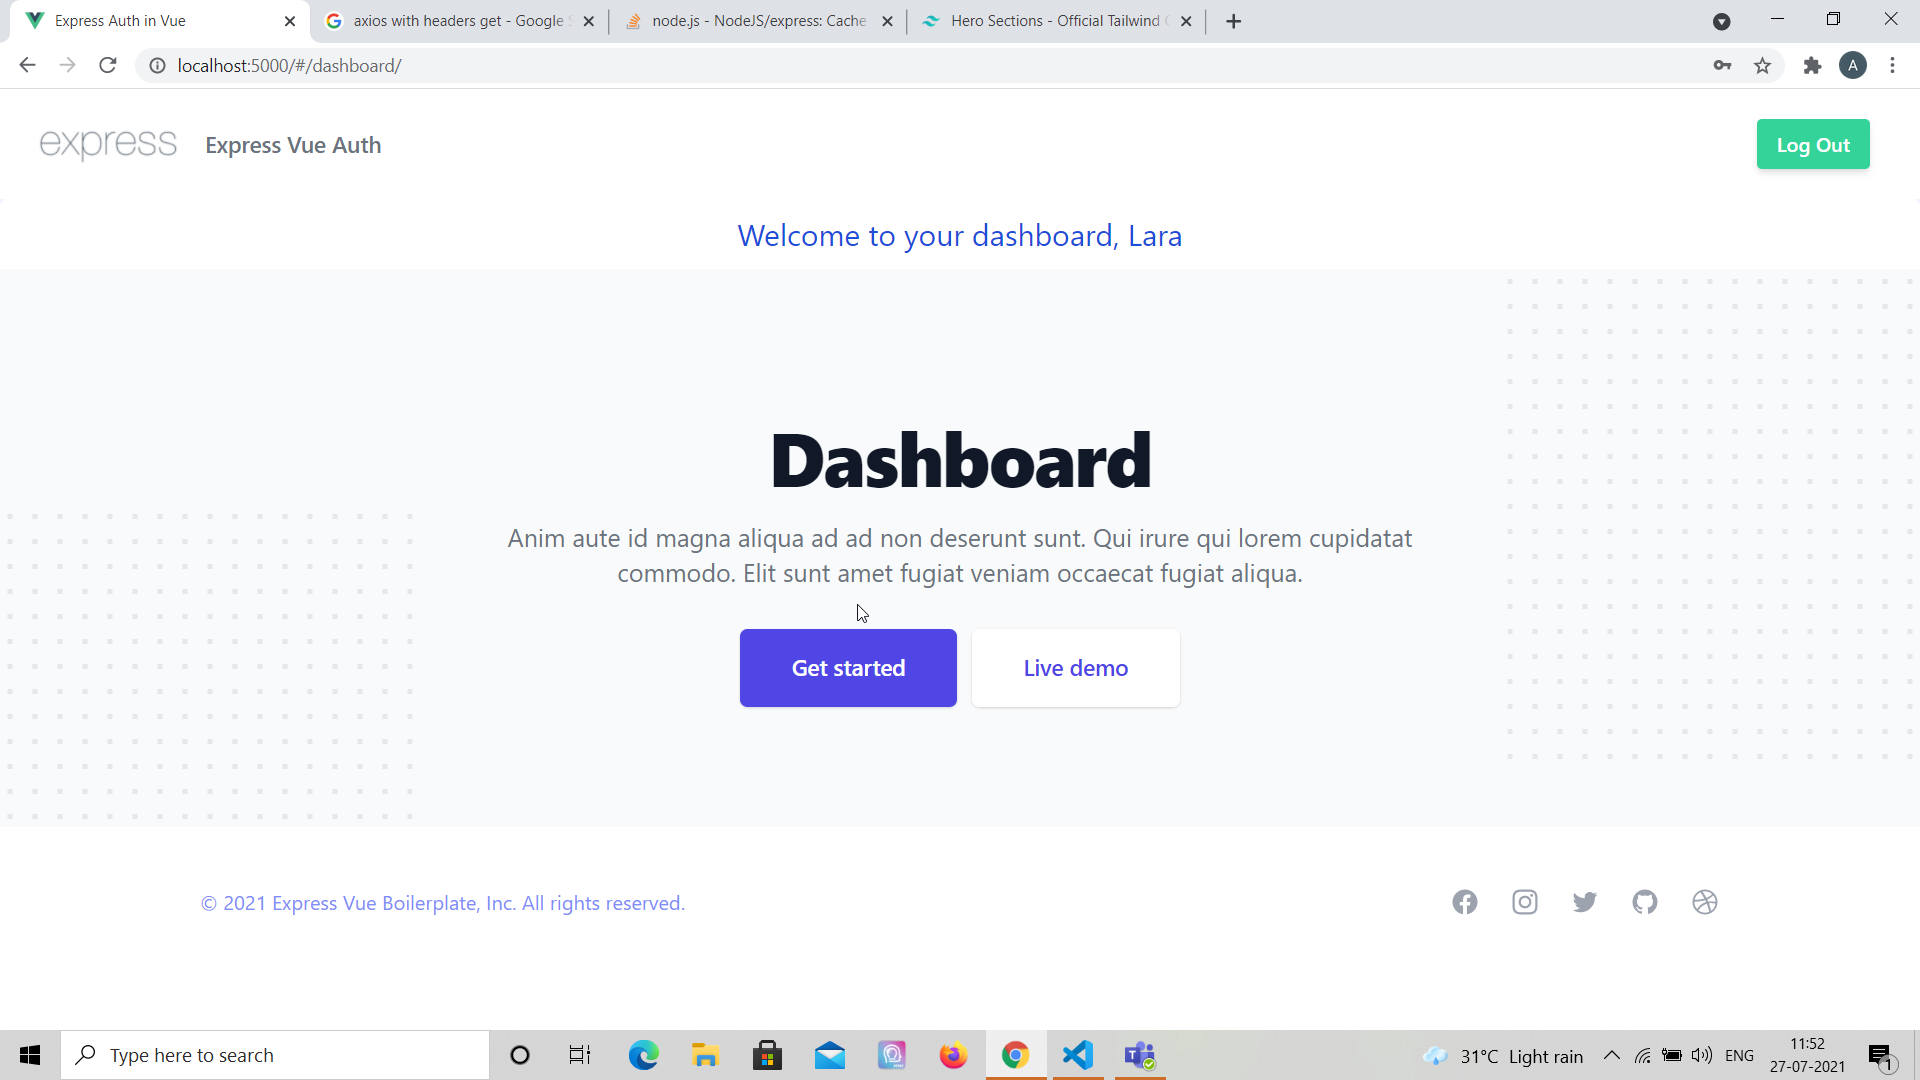 Express Auth in Vue
axios with headers get - Google
node.js - NodeJS/express: Cache
Hero Sections - Official Tailwind
localhost:5000/#/dashboard/
A
express
Express Vue Auth
Log Out
Welcome to your dashboard, Lara
Dashboard
Anim aute id magna aliqua ad ad non deserunt sunt. Qui irure qui lorem cupidatat
commodo. Elit sunt amet fugiat veniam occaecat fugiat aliqua.
Get started
Live demo
© 2021 Express Vue Boilerplate, Inc. All rights reserved.
Type here to search
31°C Light rain
ENG
11:52
27-07-2021
1